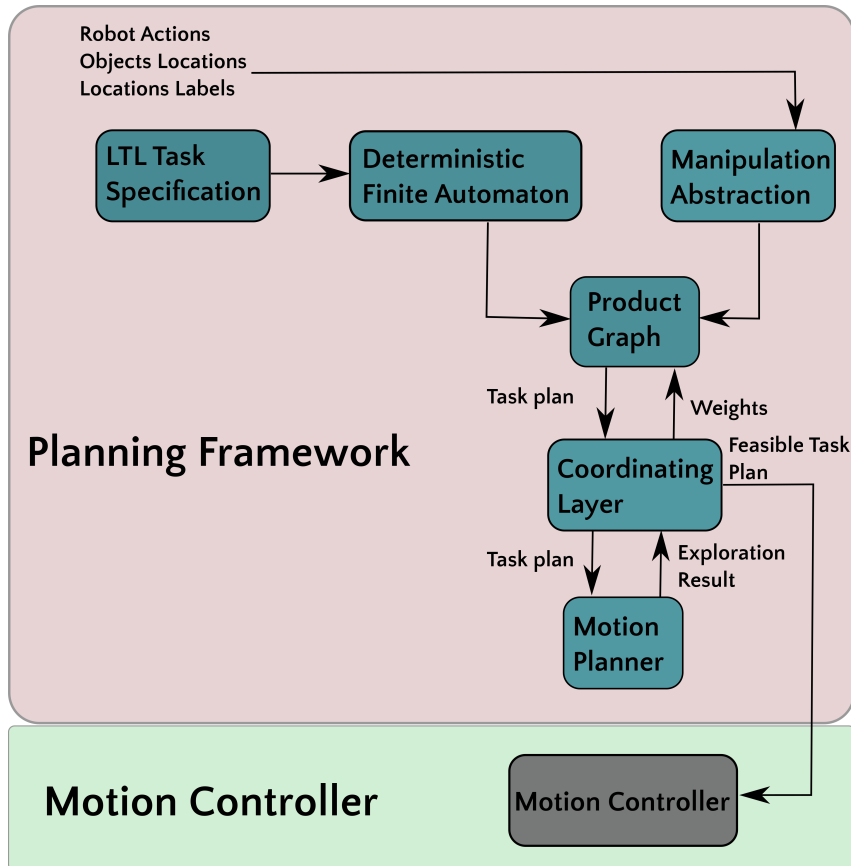 Robot Actions
Objects Locations
Locations Labels
LTL Task
Specification
Deterministic
Finite Automaton
Manipulation
Abstraction
Product
Graph
Task plan
Weights
Planning Framework
Coordinating
Layer
Feasible Task
Plan
Task plan
Exploration
Result
Motion
Planner
Motion Controller
Motion Controller